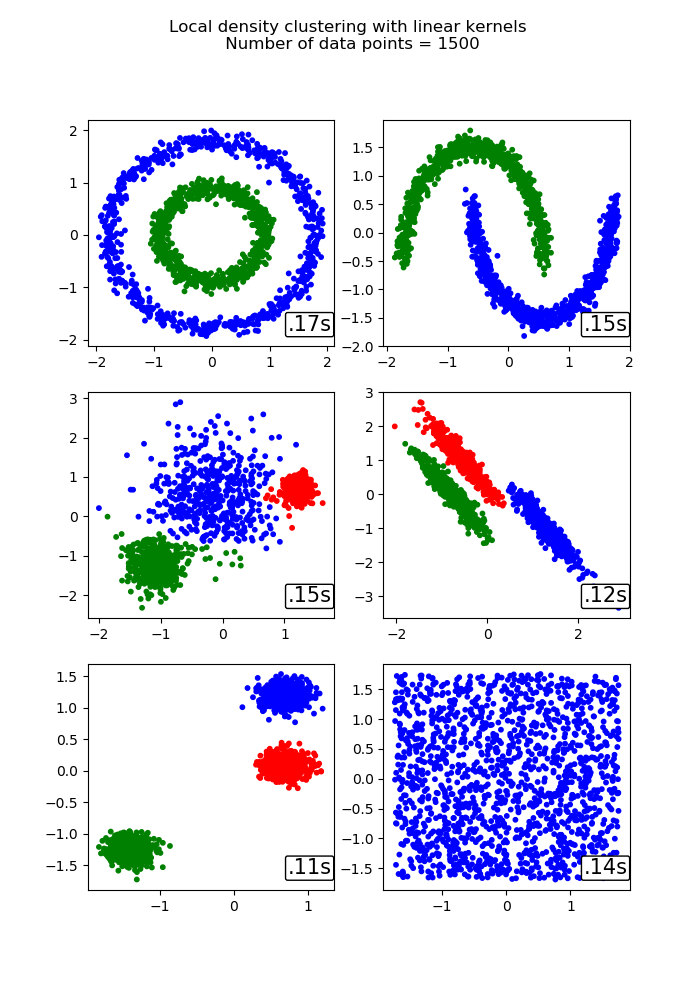 Local density clustering with linear kernels
Number of data points = 1500
2
1
0
−1
−2
−2 −1 0 1 2
.17s
1.5
1.0
0.5
0.0
−0.5
−1.0
−1.5
−2.0
−2 −1 0 1 2
.15s
3
2
1
0
−1
−2
−2 −1 0 1
.15s
3
2
1
0
−1
−2
−3
−2 0 2
.12s
1.5
1.0
0.5
0.0
−0.5
−1.0
−1.5
−1 0 1
.11s
1.5
1.0
0.5
0.0
−0.5
−1.0
−1.5
−1 0 1
.14s